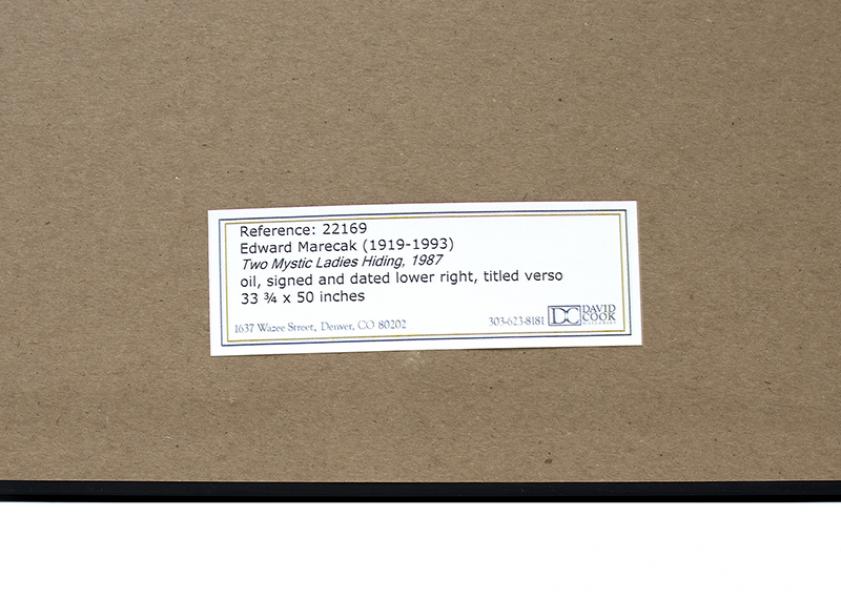 Reference: 22169
Edward Marecak (1919-1993)
Two Mystic Ladies Hiding, 1987
oil, signed and dated lower right, titled verso
33 ¾ x 50 inches
1637 Wazee Street, Denver, CO 80202
303-623-8181 DC DAVID COOK